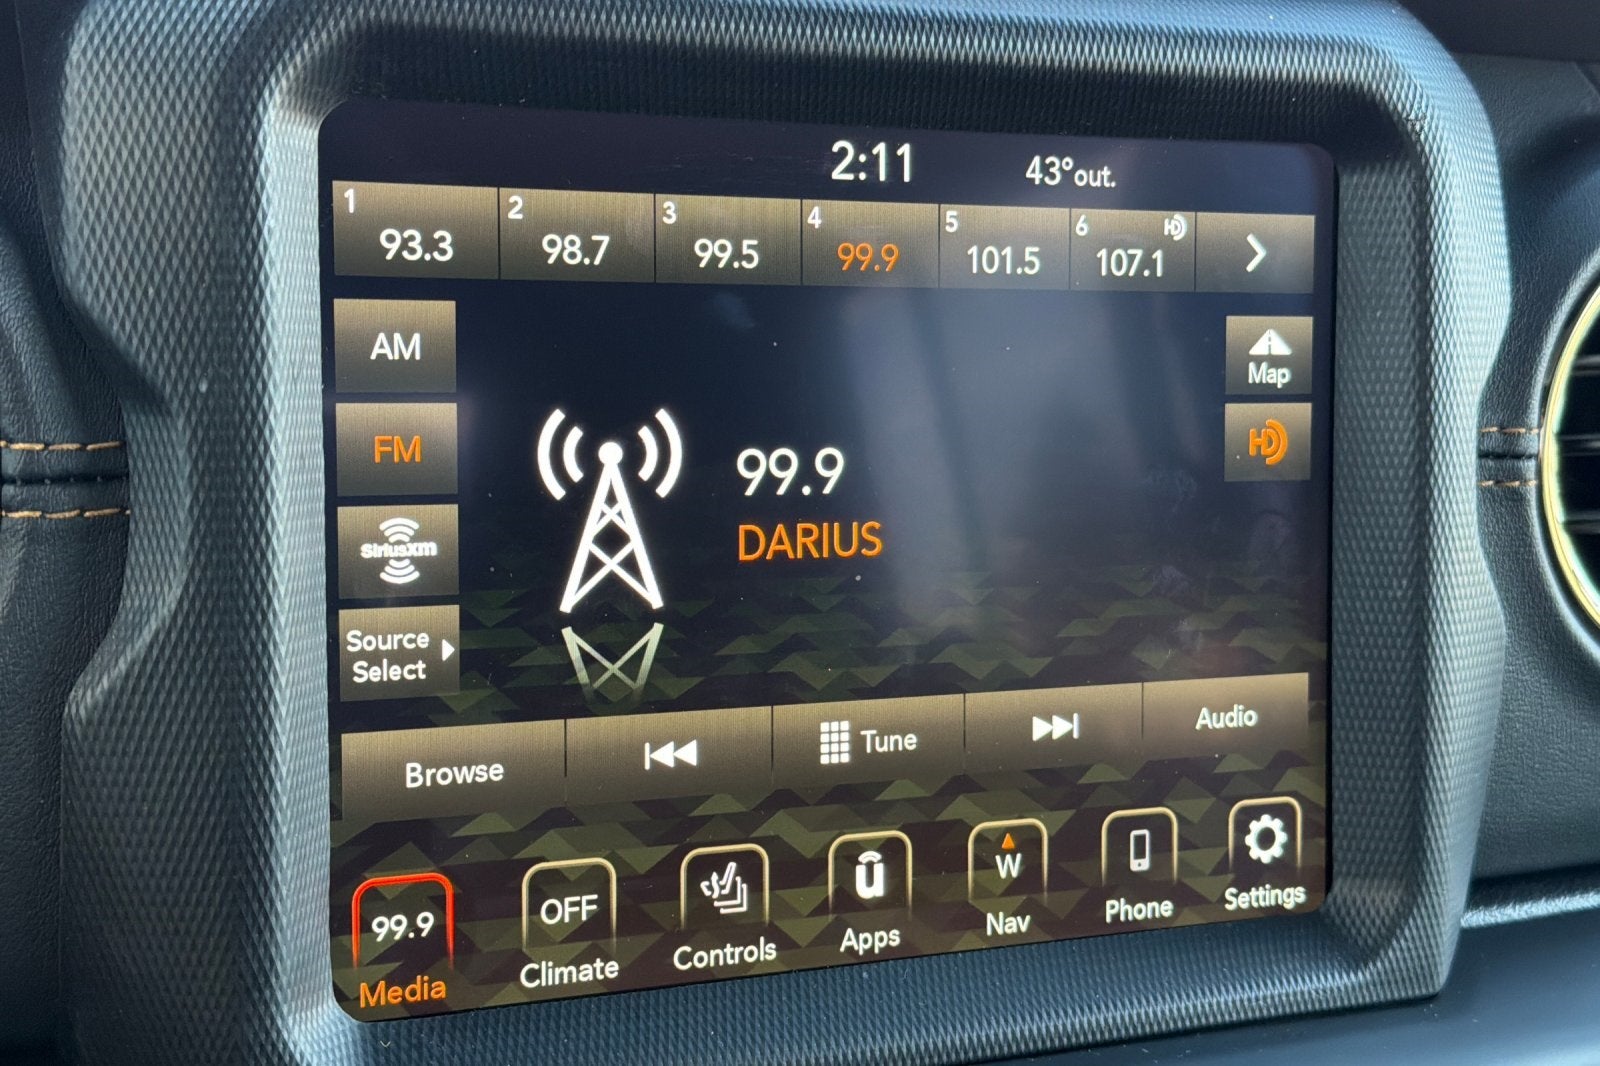 2:11 43°out.
1 2 3 4 5 6 HD
93.3 98.7 99.5 99.9 101.5 107.1
AM
Map
FM
HD
99.9
DARIUS
SiriusXM
Source
Select
Browse Tune Audio
99.9 OFF ū W
Media Climate Controls Apps Nav Phone Settings